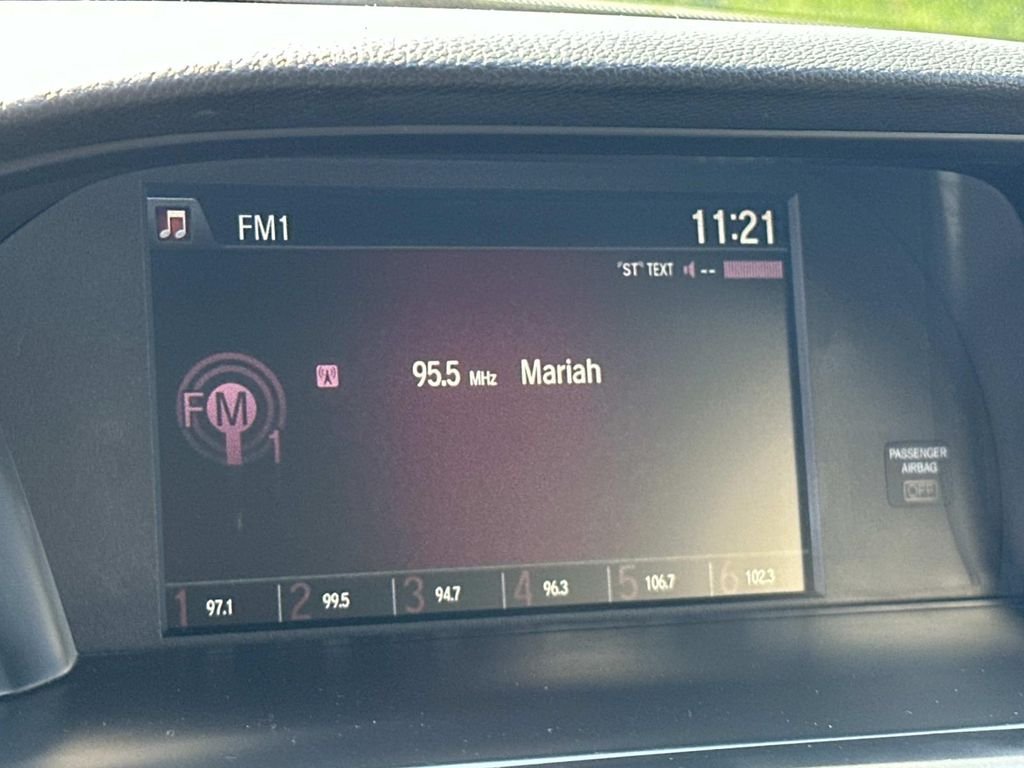 FM1 11:21
"ST" TEXT --
FM 1
95.5 MHz Mariah
PASSENGER
AIRBAG
OFF
1 97.1 2 99.5 3 94.7 4 96.3 5 106.7 6 102.3